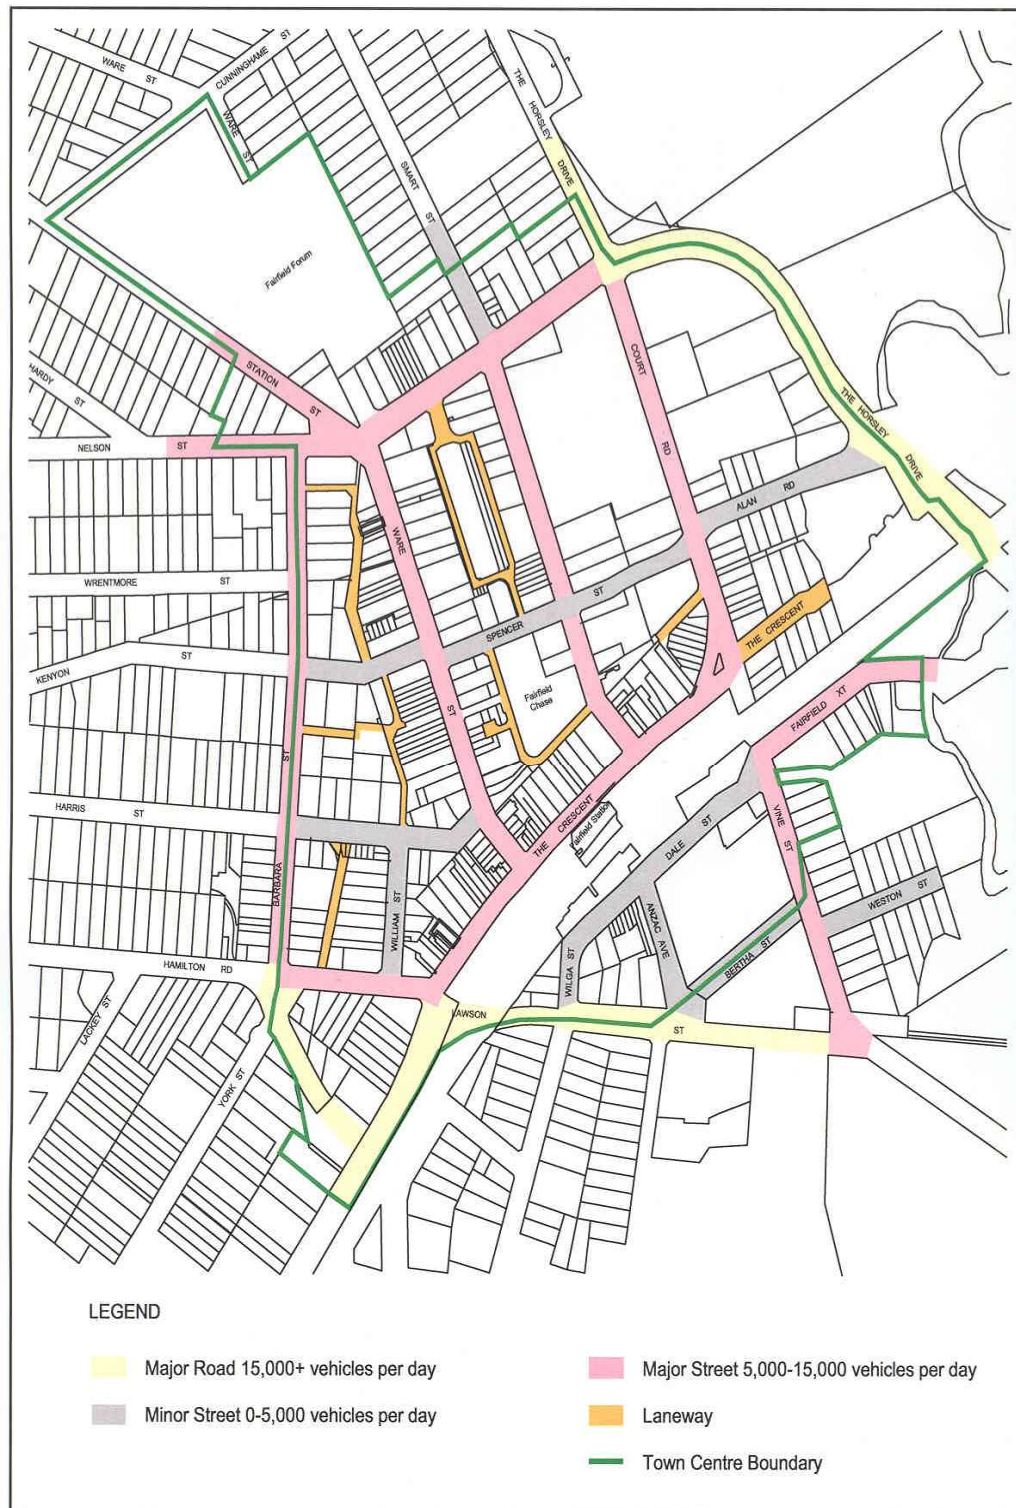 WARE ST
CUNNINGHAME ST
WARE ST
THE HORSLEY DRIVE
SMART ST
Fairfield Forum
STATION ST
COURT RD
THE HORSLEY DRIVE
HARDY ST
NELSON ST
ALAN RD
WARE ST
WRENTMORE ST
SPENCER ST
THE CRESCENT
KENYON ST
Fairfield
Chase
FAIRFIELD XT
BARBARA ST
HARRIS ST
THE CRESCENT
Fairfield Station
DALE ST
VINE ST
WILLIAM ST
ANZAC AVE
WESTON ST
BERTHA ST
WILGA ST
HAMILTON RD
LACKEY ST
YORK ST
LAWSON ST
LEGEND
Major Road 15,000+ vehicles per day
Major Street 5,000-15,000 vehicles per day
Minor Street 0-5,000 vehicles per day
Laneway
Town Centre Boundary